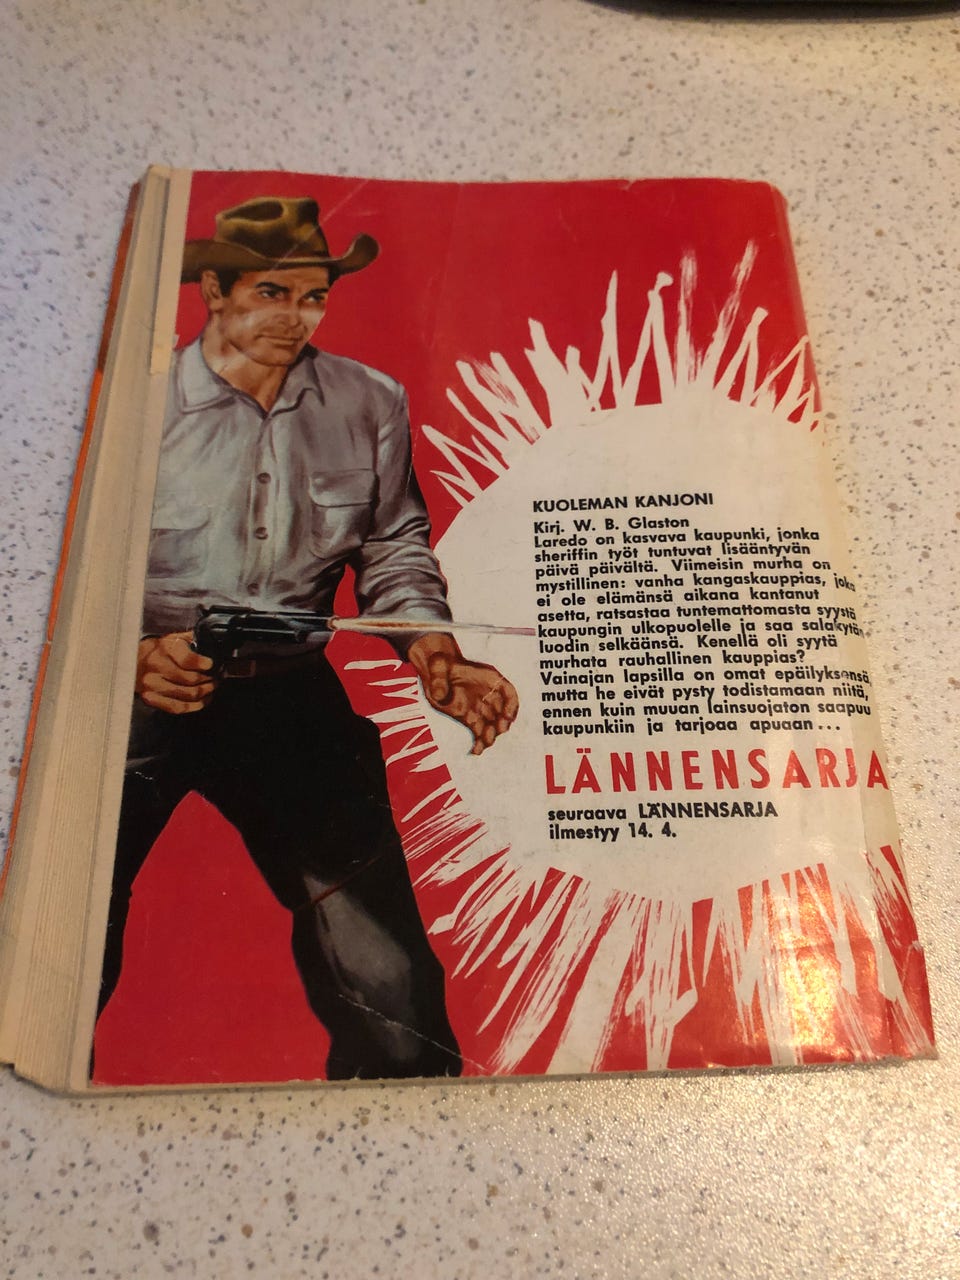 KUOLEMAN KANJONI
Kirj. W. B. Glaston
Laredo on kasvava kaupunki, jonka
sheriffin työt tuntuvat lisääntyvän
päivä päivältä. Viimeisin murha on
mystillinen: vanha kangaskauppias, joka
ei ole elämänsä aikana kantanut
asetta, ratsastaa tuntemattomasta syystä
kaupungin ulkopuolelle ja saa salakytän
luodin selkäänsä. Kenellä oli syytä
murhata rauhallinen kauppias?
Vainajan lapsilla on omat epäilyksensä,
mutta he eivät pysty todistamaan niitä,
ennen kuin muuan lainsuojaton saapuu
kaupunkiin ja tarjoaa apuaan...
LÄNNENSARJA
seuraava LÄNNENSARJA
ilmestyy 14. 4.